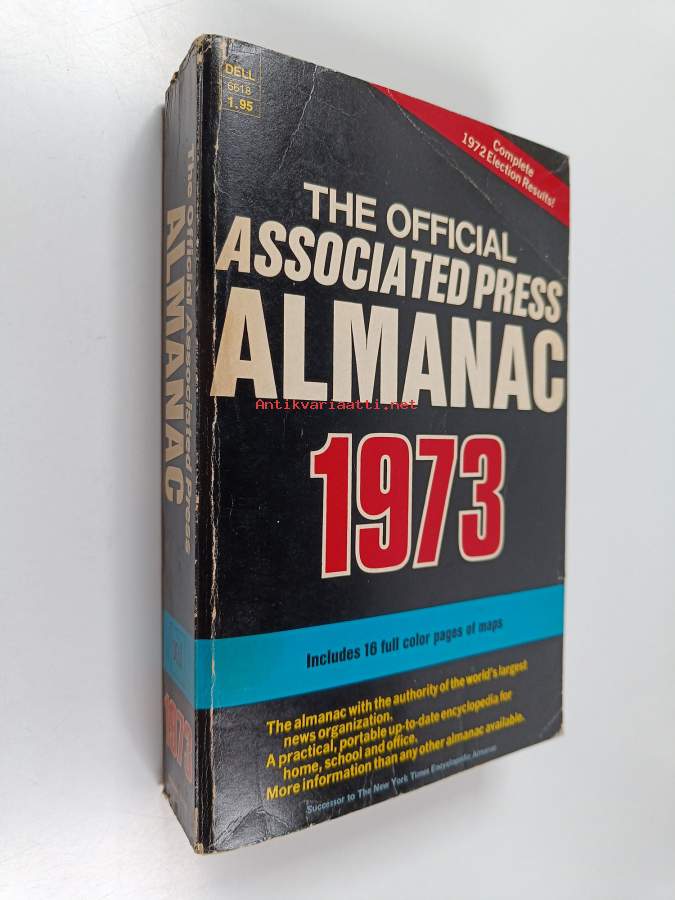 DELL
6618
1.95
Complete
1972 Election Results!
THE OFFICIAL
ASSOCIATED PRESS
ALMANAC
1973
Includes 16 full color pages of maps
The almanac with the authority of the world's largest
news organization.
A practical, portable up-to-date encyclopedia for
home, school and office.
More information than any other almanac available.
Successor to The New York Times Encyclopedic Almanac
The Official Associated Press
ALMANAC
1973
Antikvariaatti.net